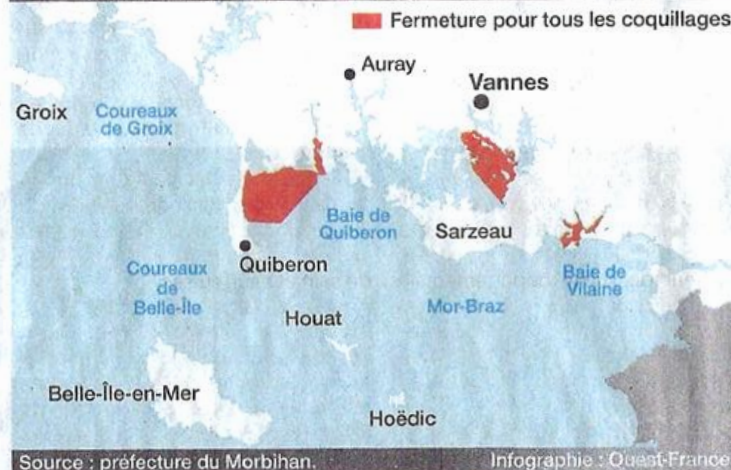 Fermeture pour tous les coquillages
Auray
Vannes
Groix
Coureaux
de Groix
Baie de
Quiberon
Sarzeau
Quiberon
Coureaux
de
Belle-Île
Baie de
Vilaine
Mor-Braz
Houat
Belle-Île-en-Mer
Hoëdic
Source : préfecture du Morbihan.
Infographie : Ouest-France